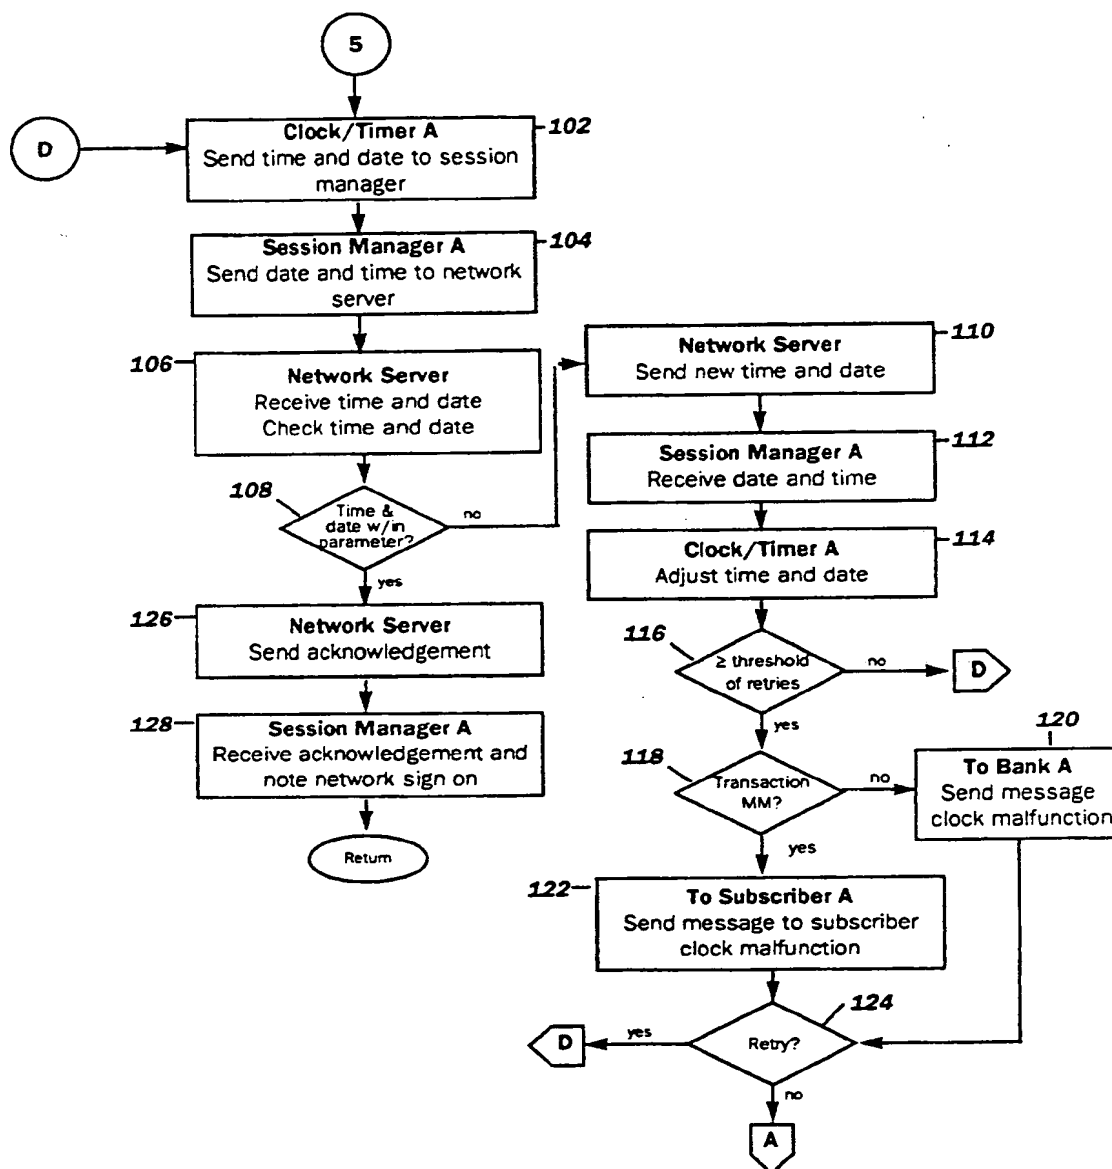 5
D
Clock/Timer A
102
Send time and date to session
manager
Session Manager A
104
Send date and time to network
server
106
Network Server
Receive time and date
Check time and date
108
Time &
date w/in
parameter?
no
yes
126
Network Server
Send acknowledgement
128
Session Manager A
Receive acknowledgement and
note network sign on
Return
110
Network Server
Send new time and date
112
Session Manager A
Receive date and time
114
Clock/Timer A
Adjust time and date
116
≥ threshold
of retries
no
D
yes
118
Transaction
MM?
no
120
To Bank A
Send message
clock malfunction
yes
122
To Subscriber A
Send message to subscriber
clock malfunction
124
Retry?
yes
D
no
A